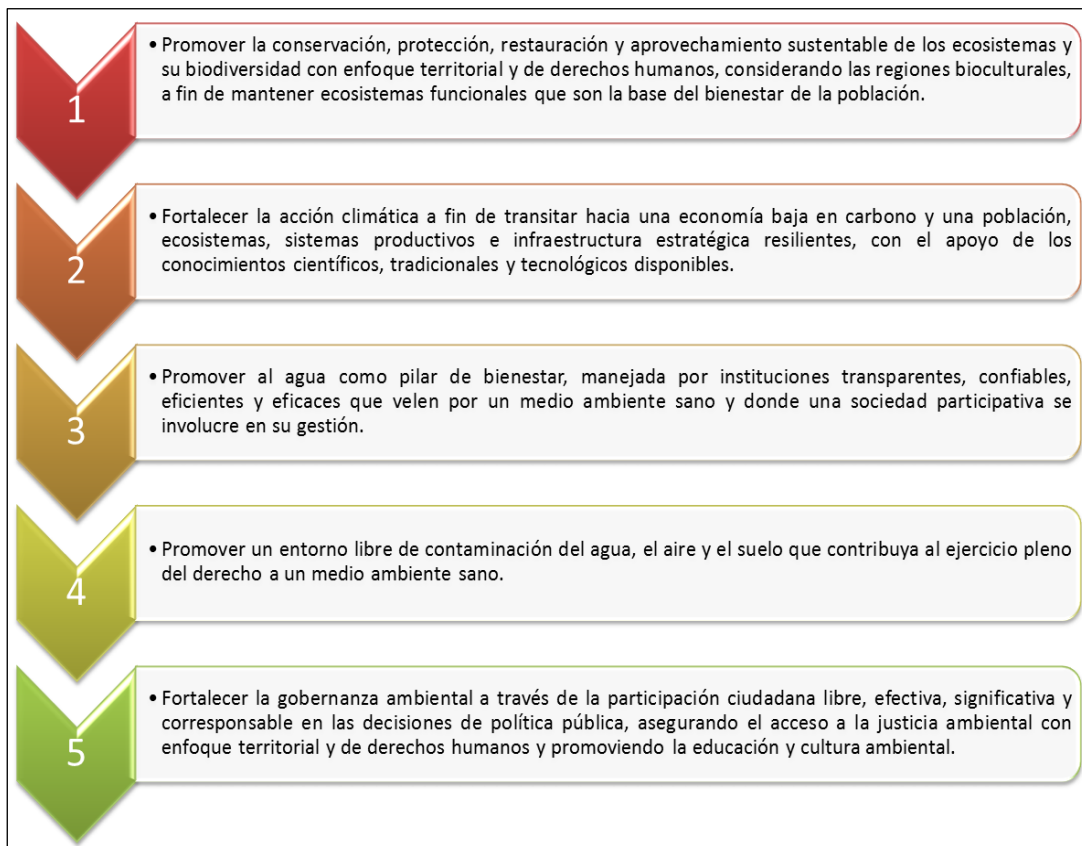 1
• Promover la conservación, protección, restauración y aprovechamiento sustentable de los ecosistemas y
su biodiversidad con enfoque territorial y de derechos humanos, considerando las regiones bioculturales,
a fin de mantener ecosistemas funcionales que son la base del bienestar de la población.
2
• Fortalecer la acción climática a fin de transitar hacia una economía baja en carbono y una población,
ecosistemas, sistemas productivos e infraestructura estratégica resilientes, con el apoyo de los
conocimientos científicos, tradicionales y tecnológicos disponibles.
3
• Promover al agua como pilar de bienestar, manejada por instituciones transparentes, confiables,
eficientes y eficaces que velen por un medio ambiente sano y donde una sociedad participativa se
involucre en su gestión.
4
• Promover un entorno libre de contaminación del agua, el aire y el suelo que contribuya al ejercicio pleno
del derecho a un medio ambiente sano.
5
• Fortalecer la gobernanza ambiental a través de la participación ciudadana libre, efectiva, significativa y
corresponsable en las decisiones de política pública, asegurando el acceso a la justicia ambiental con
enfoque territorial y de derechos humanos y promoviendo la educación y cultura ambiental.